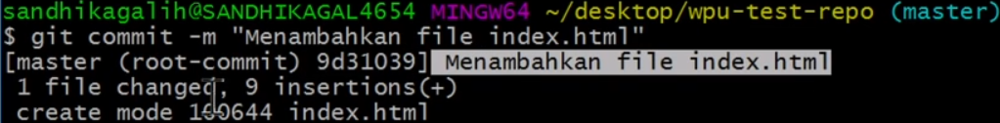 sandhikagalih@SANDHIKAGAL4654 MINGW64 ~/desktop/wpu-test-repo (master)
$ git commit -m "Menambahkan file index.html"
[master (root-commit) 9d31039] Menambahkan file index.html
1 file changed, 9 insertions(+)
create mode 100644 index.html